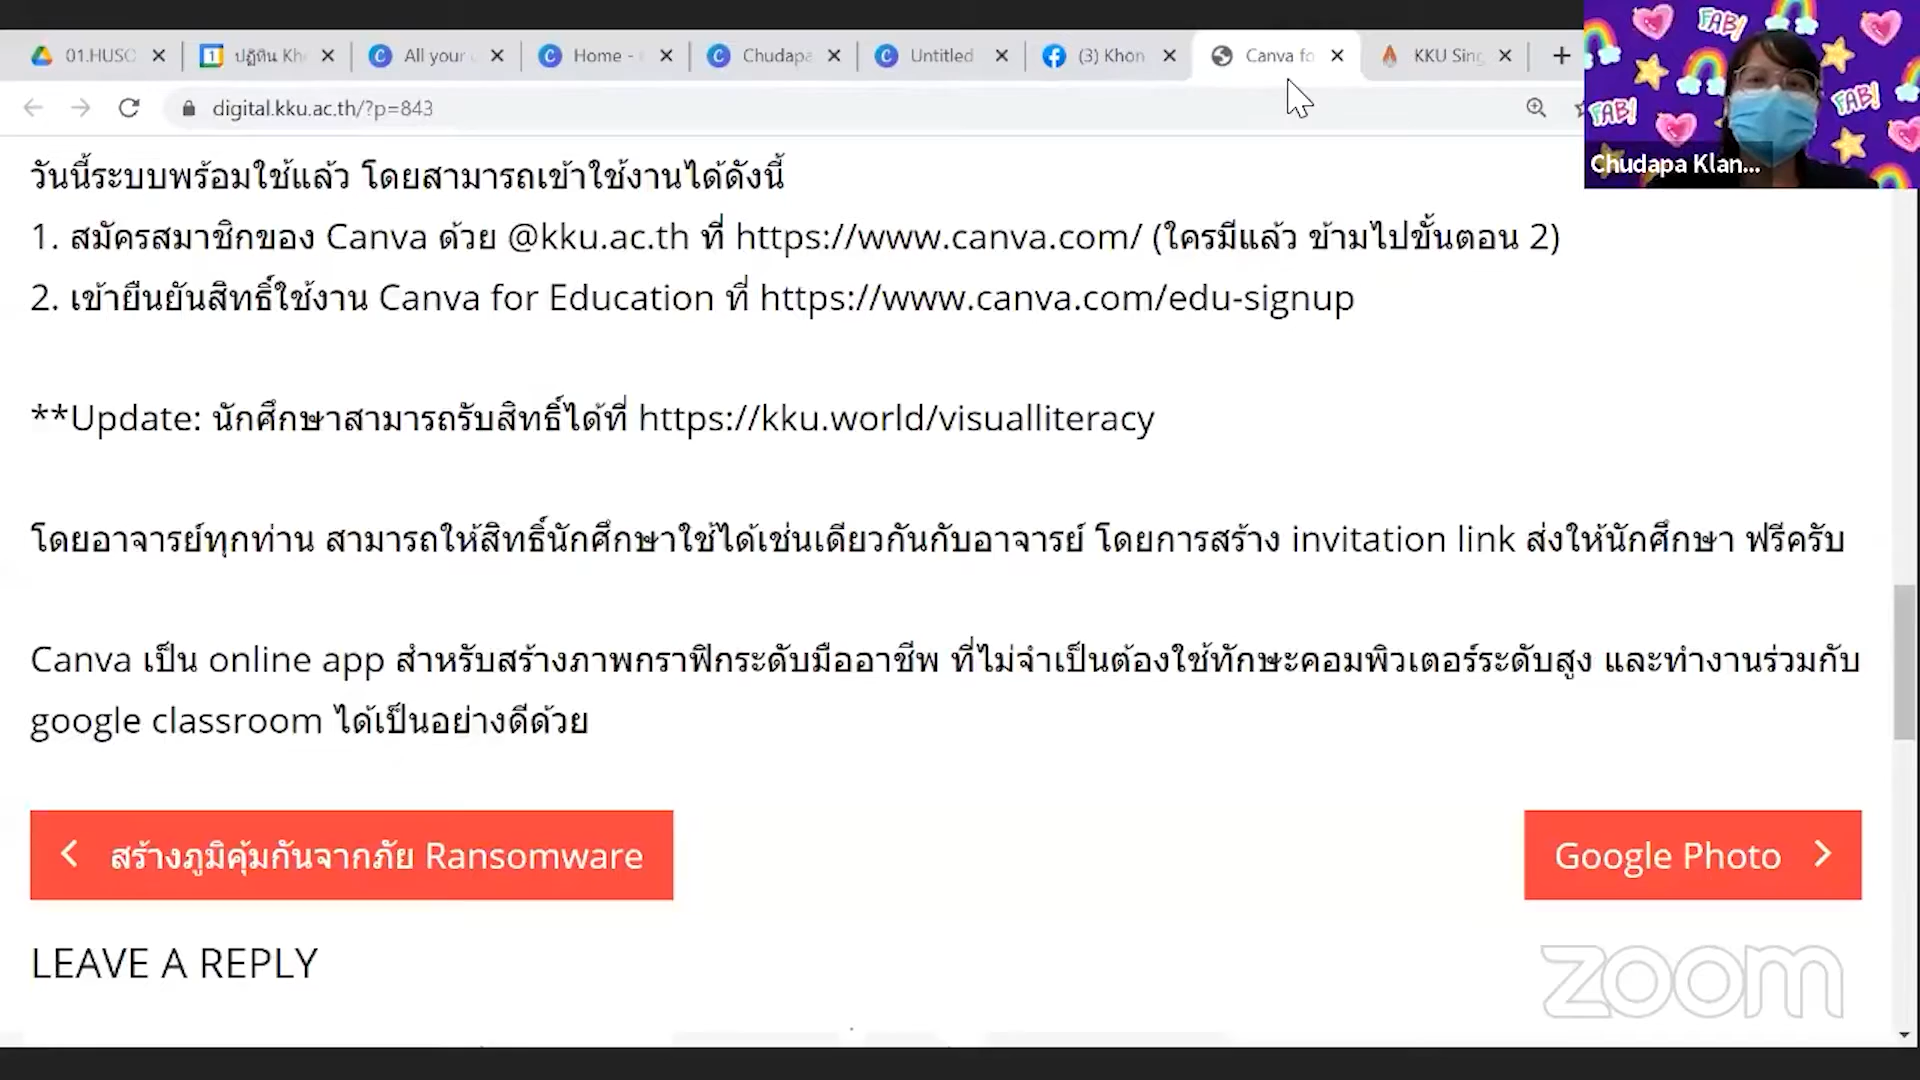 01.HUSO
ปฏิทิน Kh
All your
Home -
Chudapa
Untitled
(3) Khon
Canva fo
KKU Sing
digital.kku.ac.th/?p=843
FAB!
FAB!
FAB!
Chudapa Klan...
วันนี้ระบบพร้อมใช้แล้ว โดยสามารถเข้าใช้งานได้ดังนี้
1. สมัครสมาชิกของ Canva ด้วย @kku.ac.th ที่ https://www.canva.com/ (ใครมีแล้ว ข้ามไปขั้นตอน 2)
2. เข้ายืนยันสิทธิ์ใช้งาน Canva for Education ที่ https://www.canva.com/edu-signup
**Update: นักศึกษาสามารถรับสิทธิ์ได้ที่ https://kku.world/visualliteracy
โดยอาจารย์ทุกท่าน สามารถให้สิทธิ์นักศึกษาใช้ได้เช่นเดียวกันกับอาจารย์ โดยการสร้าง invitation link ส่งให้นักศึกษา ฟรีครับ
Canva เป็น online app สำหรับสร้างภาพกราฟิกระดับมืออาชีพ ที่ไม่จำเป็นต้องใช้ทักษะคอมพิวเตอร์ระดับสูง และทำงานร่วมกับ
google classroom ได้เป็นอย่างดีด้วย
สร้างภูมิคุ้มกันจากภัย Ransomware
Google Photo
LEAVE A REPLY
zoom